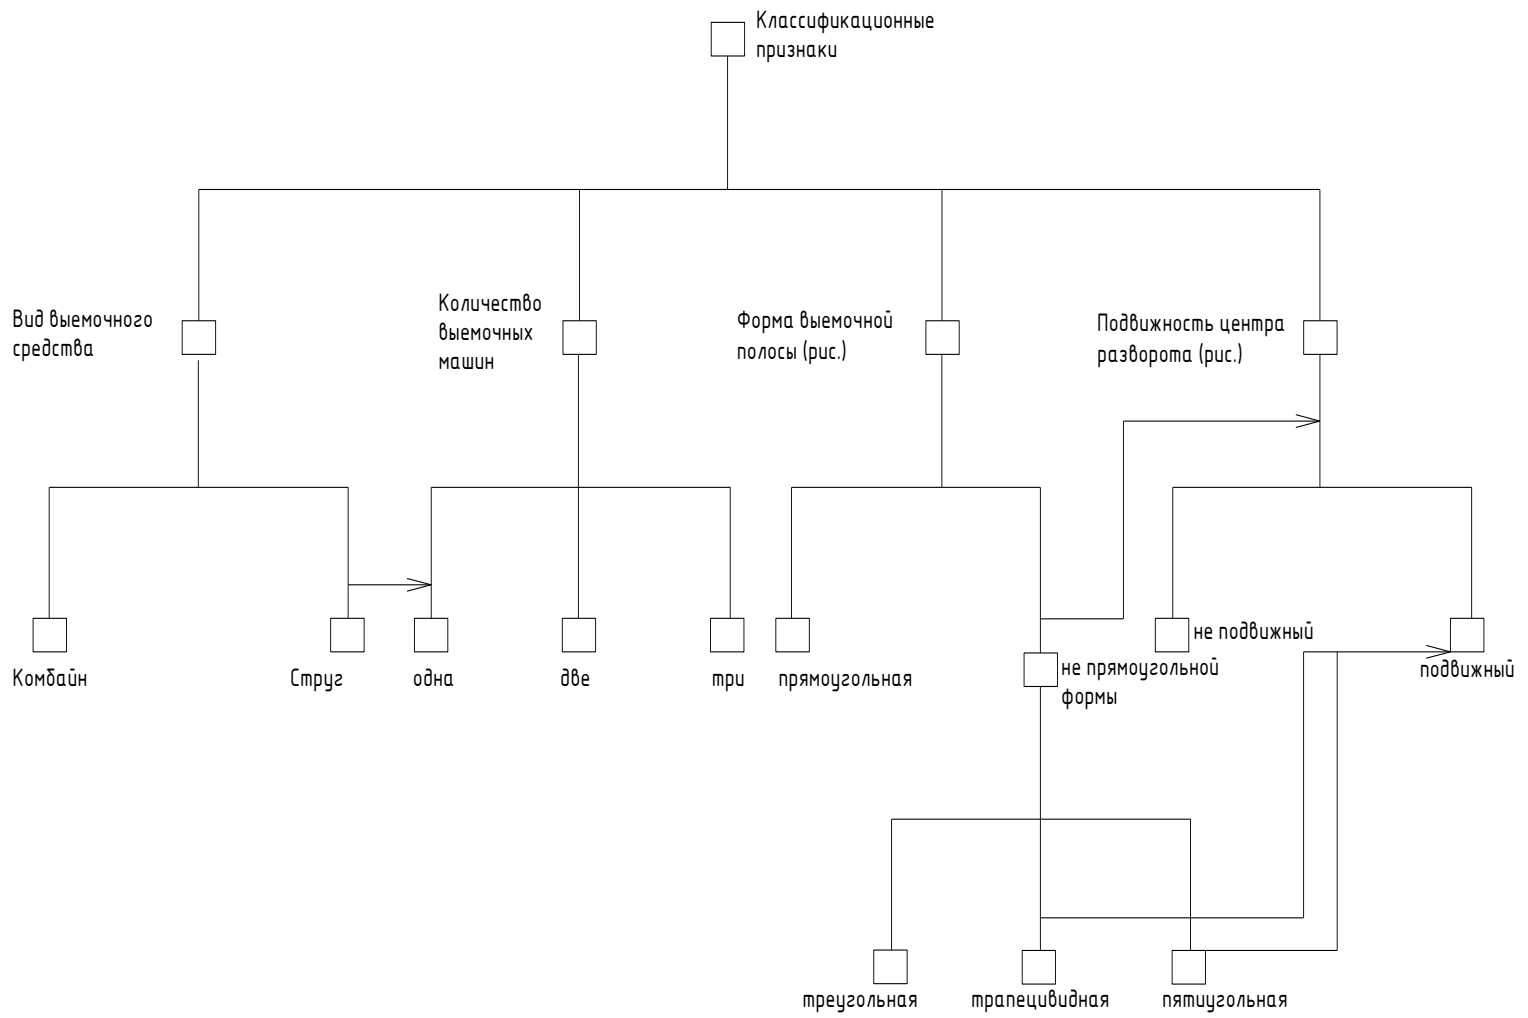 Классификационные
признаки
Вид выемочного
средства
Количество
выемочных
машин
Форма выемочной
полосы (рис.)
Подвижность центра
разворота (рис.)
Комбайн
Струг
одна
две
три
прямоугольная
не прямоугольной
формы
не подвижный
подвижный
треугольная
трапецивидная
пятиугольная